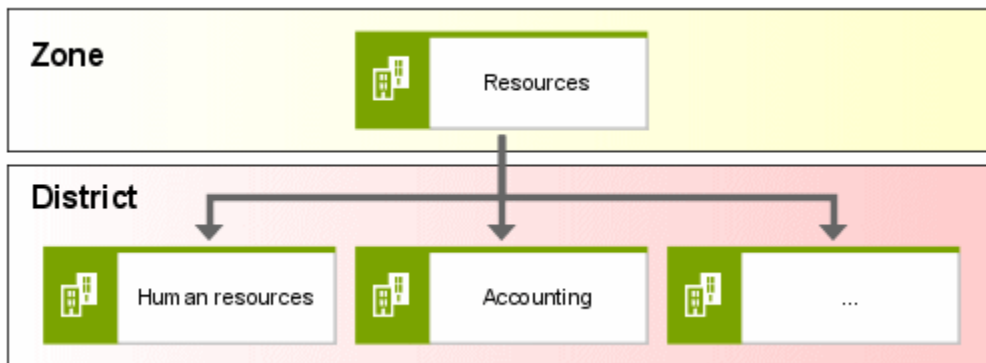 Zone
Resources
District
Human resources
Accounting
...